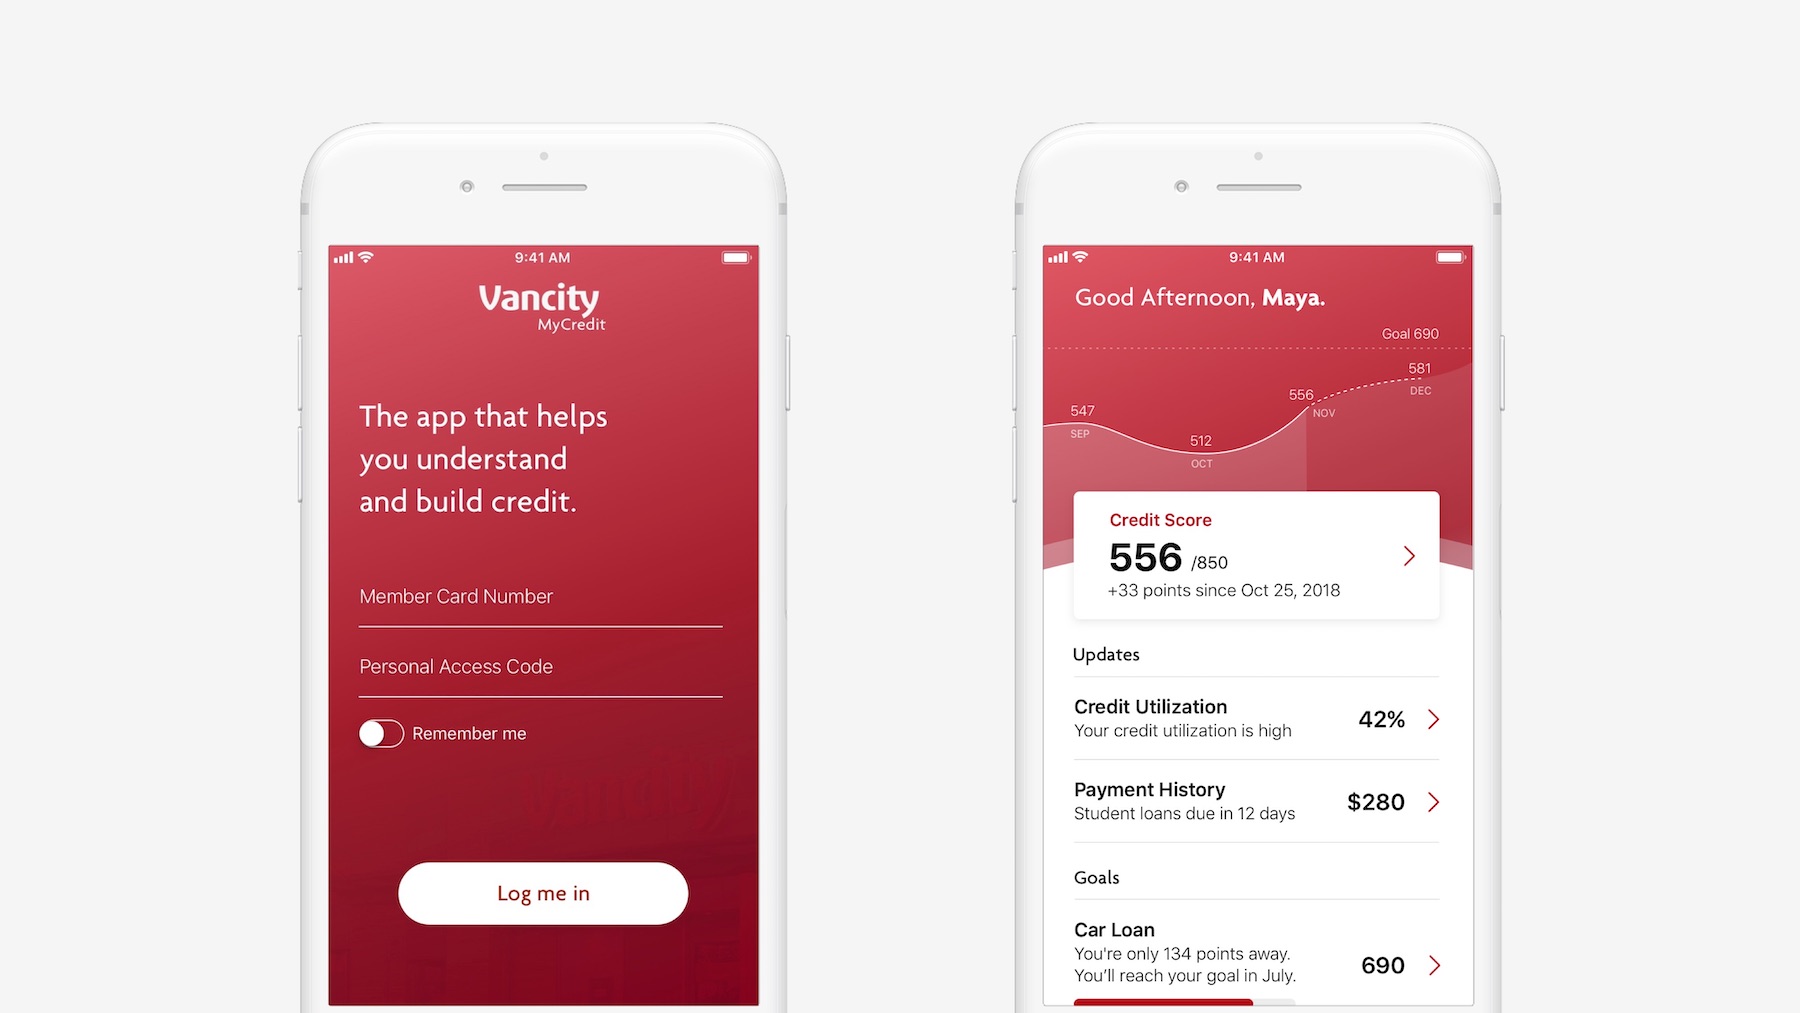 9:41 AM
Vancity
MyCredit
The app that helps
you understand
and build credit.
Member Card Number
Personal Access Code
Remember me
Log me in
9:41 AM
Good Afternoon, Maya.
Goal 690
581
DEC
556
NOV
547
SEP
512
OCT
Credit Score
556 /850
+33 points since Oct 25, 2018
Updates
Credit Utilization
Your credit utilization is high
42%
Payment History
Student loans due in 12 days
$280
Goals
Car Loan
You're only 134 points away.
You’ll reach your goal in July.
690